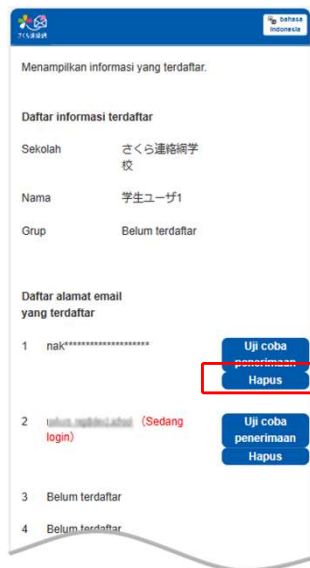 さくら連絡網
bahasa
Indonesia
Menampilkan informasi yang terdaftar.
Daftar informasi terdaftar
Sekolah さくら連絡網学
校
Nama 学生ユーザ1
Grup Belum terdaftar
Daftar alamat email
yang terdaftar
1 nak******************** Uji coba
penerimaan
Hapus
2 (Sedang Uji coba
login) penerimaan
Hapus
3 Belum terdaftar
4 Belum terdaftar